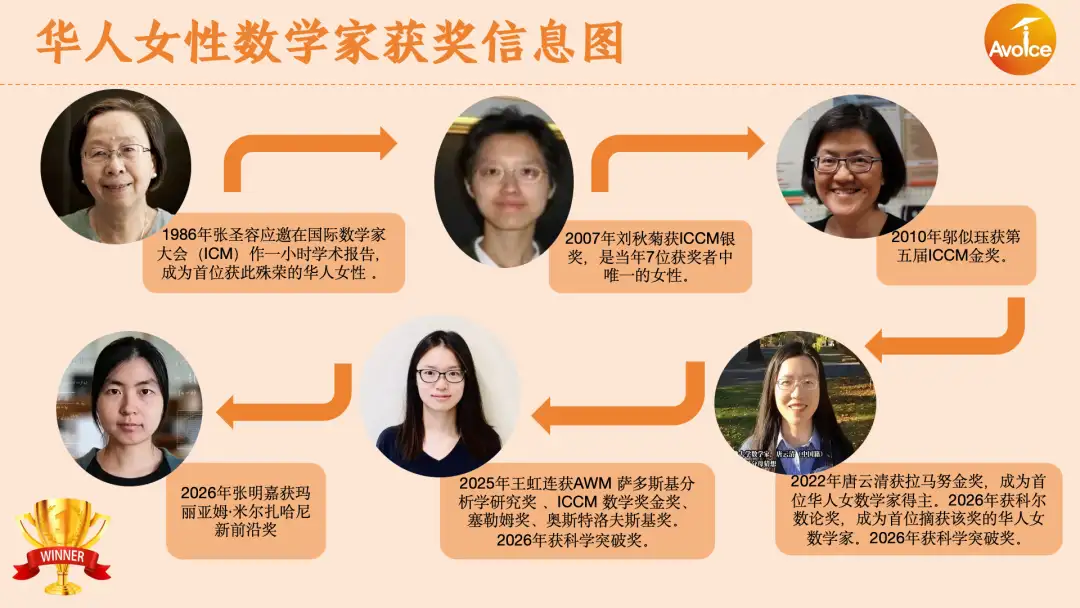 华人女性数学家获奖信息图
Avoice
1986年张圣容应邀在国际数学家
大会（ICM）作一小时学术报告，
成为首位获此殊荣的华人女性 。
2007年刘秋菊获ICCM银
奖，是当年7位获奖者中
唯一的女性。
2010年邬似珏获第
五届ICCM金奖。
2026年张明嘉获玛
丽亚姆·米尔扎哈尼
新前沿奖
2025年王虹连获AWM 萨多斯基分
析学研究奖 、ICCM 数学奖金奖、
塞勒姆奖、奥斯特洛夫斯基奖。
2026年获科学突破奖。
数学家、唐云清（中国籍）
2022年唐云清获拉马努金奖，成为首
位华人女数学家得主。2026年获科尔
数论奖，成为首位摘获该奖的华人女
数学家。2026年获科学突破奖。
WINNER